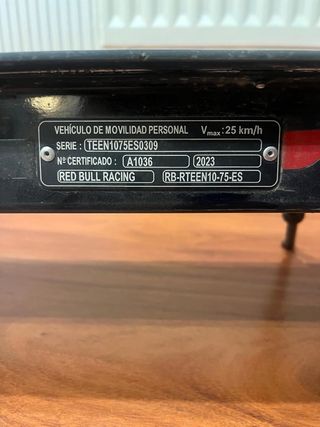 VEHÍCULO DE MOVILIDAD PERSONAL Vmax : 25 km/h
SERIE : TEEN1075ES0309
Nº CERTIFICADO : A1036 2023
RED BULL RACING RB-RTEEN10-75-ES